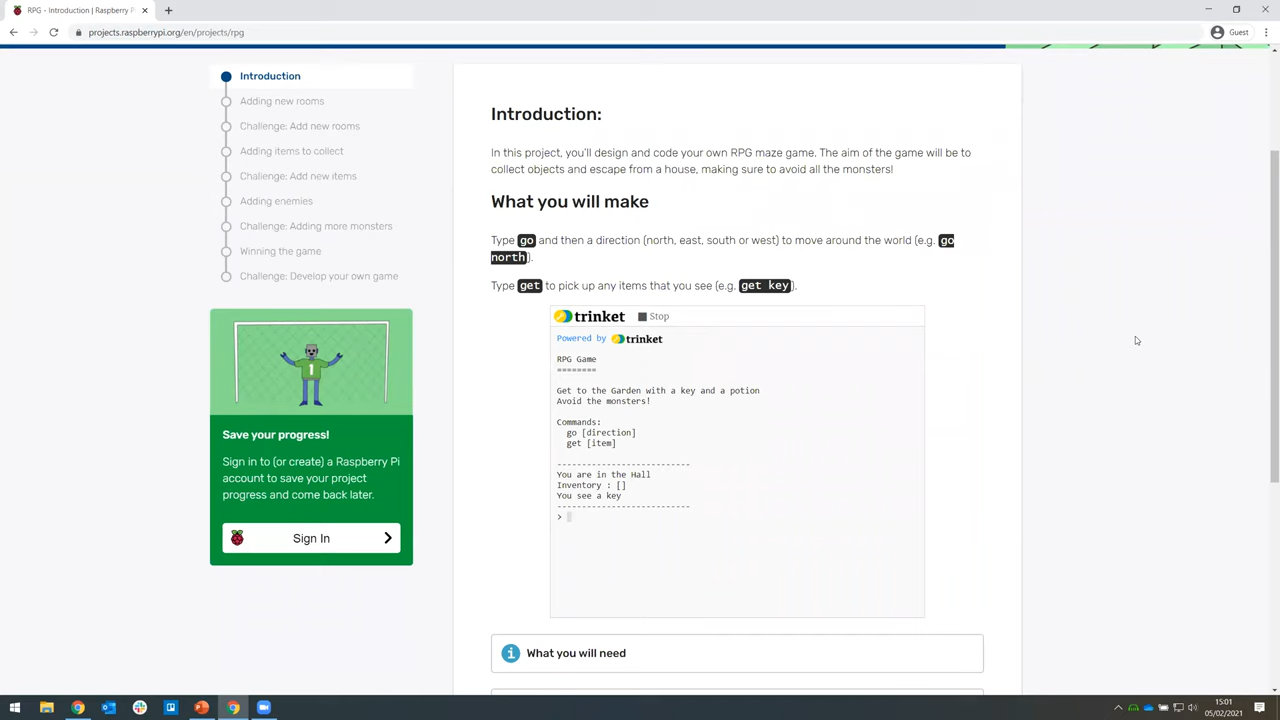 RPG - Introduction | Raspberry P
projects.raspberrypi.org/en/projects/rpg
Guest
Introduction
Adding new rooms
Challenge: Add new rooms
Adding items to collect
Challenge: Add new items
Adding enemies
Challenge: Adding more monsters
Winning the game
Challenge: Develop your own game
1
Save your progress!
Sign in to (or create) a Raspberry Pi
account to save your project
progress and come back later.
Sign In
Introduction:
In this project, you'll design and code your own RPG maze game. The aim of the game will be to
collect objects and escape from a house, making sure to avoid all the monsters!
What you will make
Type go and then a direction (north, east, south or west) to move around the world (e.g. go
north).
Type get to pick up any items that you see (e.g. get key).
trinket Stop
Powered by trinket
RPG Game
========
Get to the Garden with a key and a potion
Avoid the monsters!
Commands:
go [direction]
get [item]
---------------------------
You are in the Hall
Inventory : []
You see a key
---------------------------
>
i What you will need
15:01
05/02/2021